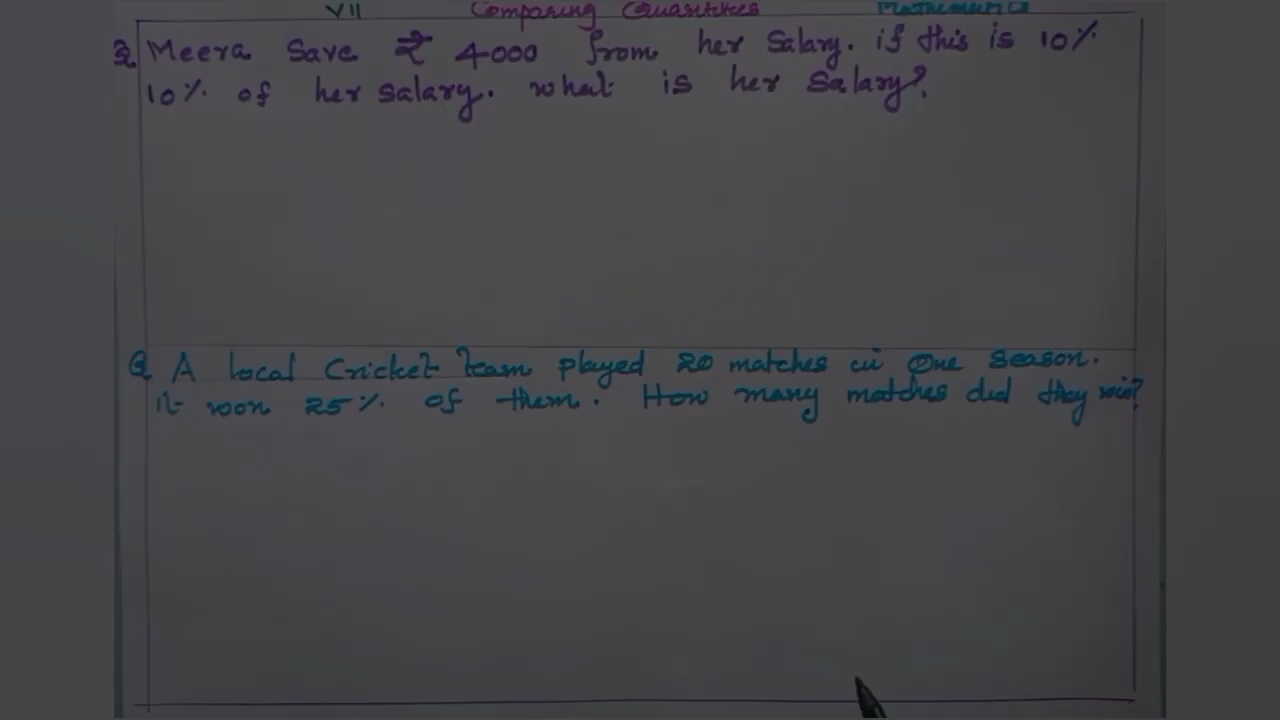 VII Comparing Quantities Mathematics
Q Meera Save ₹ 4000 from her Salary. if this is 10%
10% of her salary. what is her Salary?
Q A local Cricket team played 20 matches in One Season.
it won 25% of them. How many matches did they win?